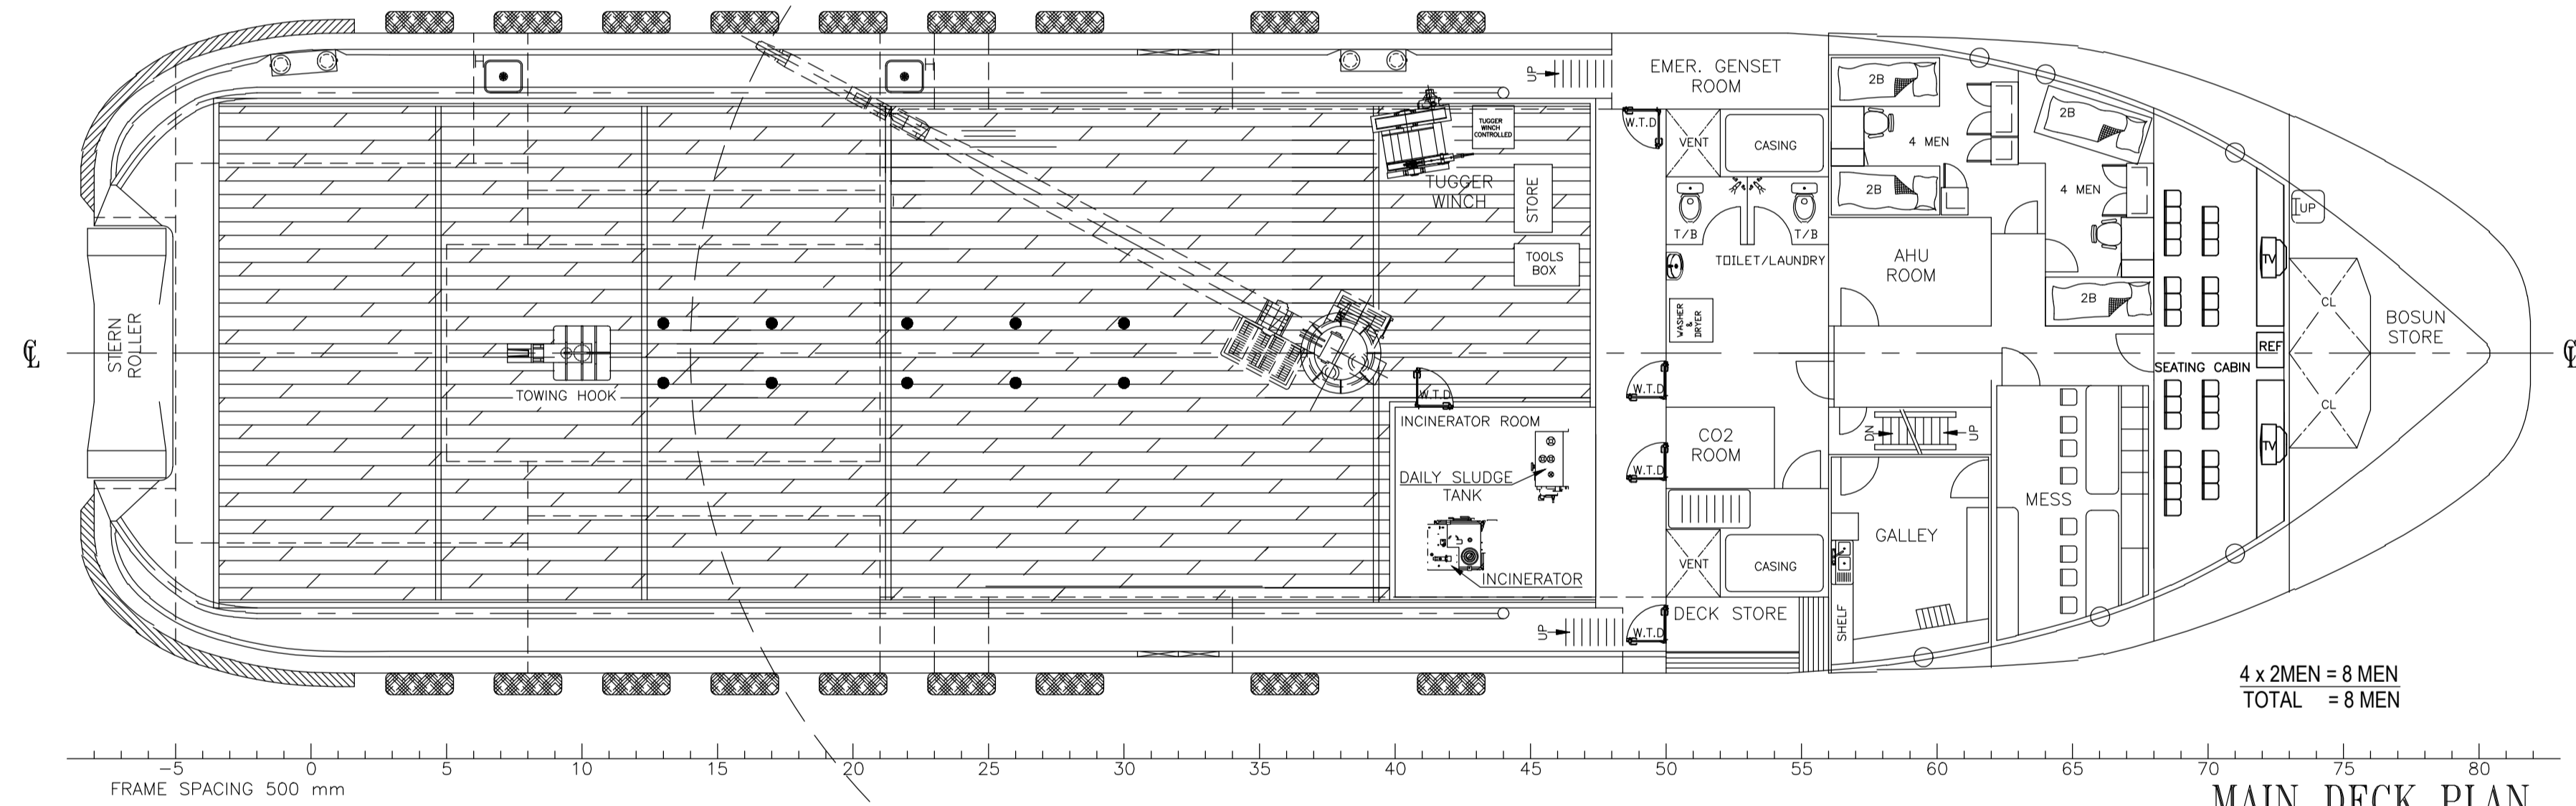 EMER. GENSET
ROOM
UP
W.T.D
TUGGER
WINCH
CONTROLLED
TUGGER
WINCH
STORE
TOOLS
BOX
VENT
CASING
T/B
T/B
TOILET/LAUNDRY
WASHER
&
DRYER
2B
4 MEN
2B
2B
4 MEN
2B
AHU
ROOM
UP
TV
CL
REF
SEATING CABIN
BOSUN
STORE
CL
TV
STERN
ROLLER
TOWING HOOK
W.T.D
W.T.D
INCINERATOR ROOM
DAILY SLUDGE
TANK
INCINERATOR
CO2
ROOM
W.T.D
DN
UP
MESS
GALLEY
VENT
CASING
DECK STORE
SHELF
UP
W.T.D
4 x 2MEN = 8 MEN
TOTAL = 8 MEN
-5 0 5 10 15 20 25 30 35 40 45 50 55 60 65 70 75 80
FRAME SPACING 500 mm
MAIN DECK PLAN